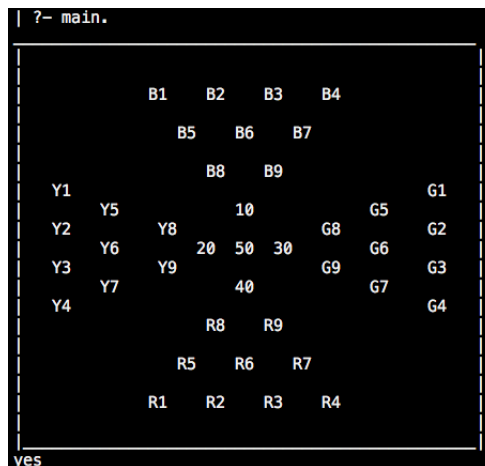 | ?- main.
B1 B2 B3 B4
B5 B6 B7
B8 B9
Y1 G1
Y5 10 G5
Y2 Y8 G8 G2
Y6 20 50 30 G6
Y3 Y9 G9 G3
Y7 40 G7
Y4 G4
R8 R9
R5 R6 R7
R1 R2 R3 R4
yes